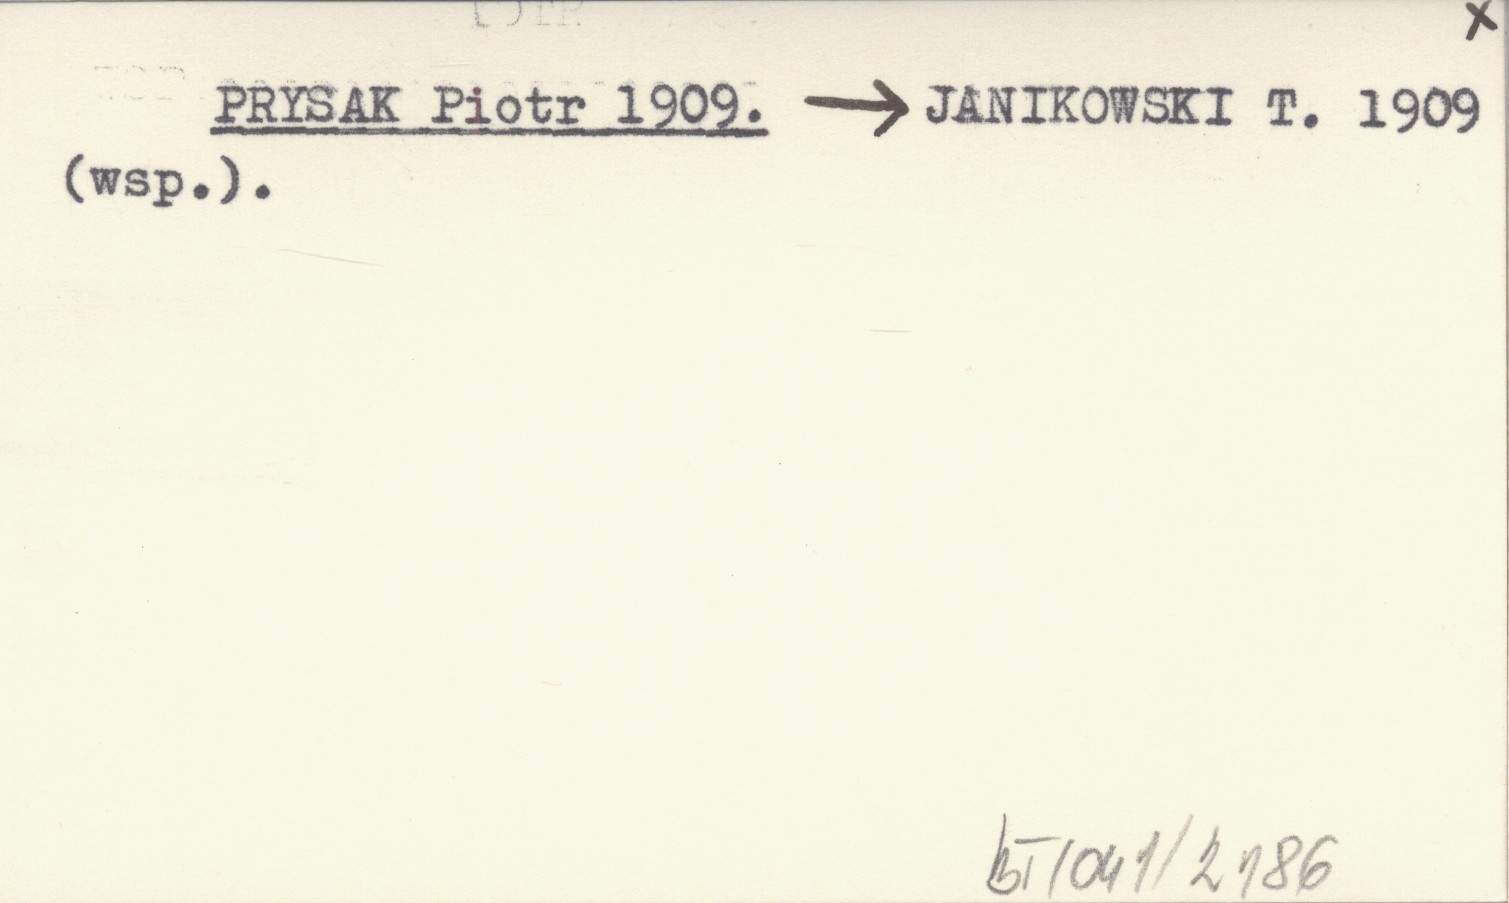 x
PRYSAK Piotr 1909. → JANIKOWSKI T. 1909
(wsp.).
BT/041/2786